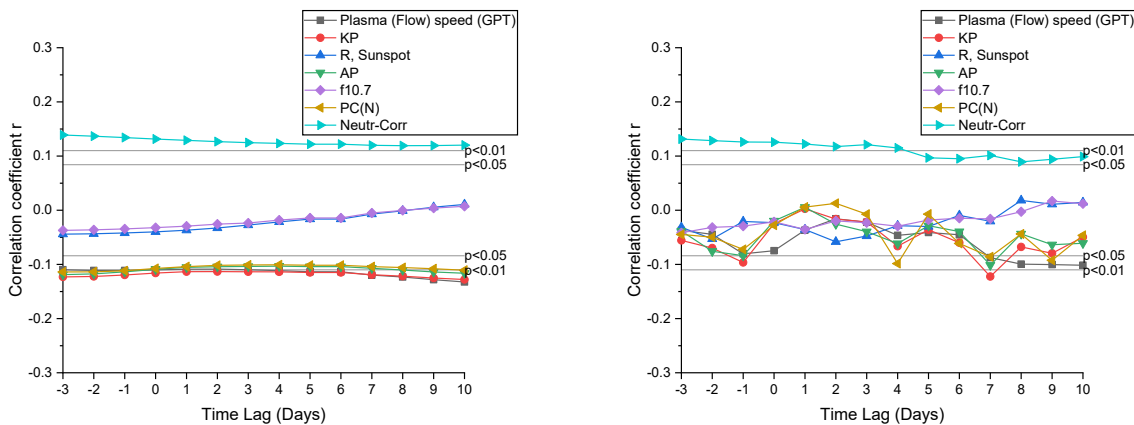 Plasma (Flow) speed (GPT)
KP
R, Sunspot
AP
f10.7
PC(N)
Neutr-Corr
0.3
0.2
0.1
0.0
-0.1
-0.2
-0.3
Correlation coefficient r
p<0.01
p<0.05
p<0.05
p<0.01
-3 -2 -1 0 1 2 3 4 5 6 7 8 9 10
Time Lag (Days)
Plasma (Flow) speed (GPT)
KP
R, Sunspot
AP
f10.7
PC(N)
Neutr-Corr
0.3
0.2
0.1
0.0
-0.1
-0.2
-0.3
Correlation coefficient r
p<0.01
p<0.05
p<0.05
p<0.01
-3 -2 -1 0 1 2 3 4 5 6 7 8 9 10
Time Lag (Days)